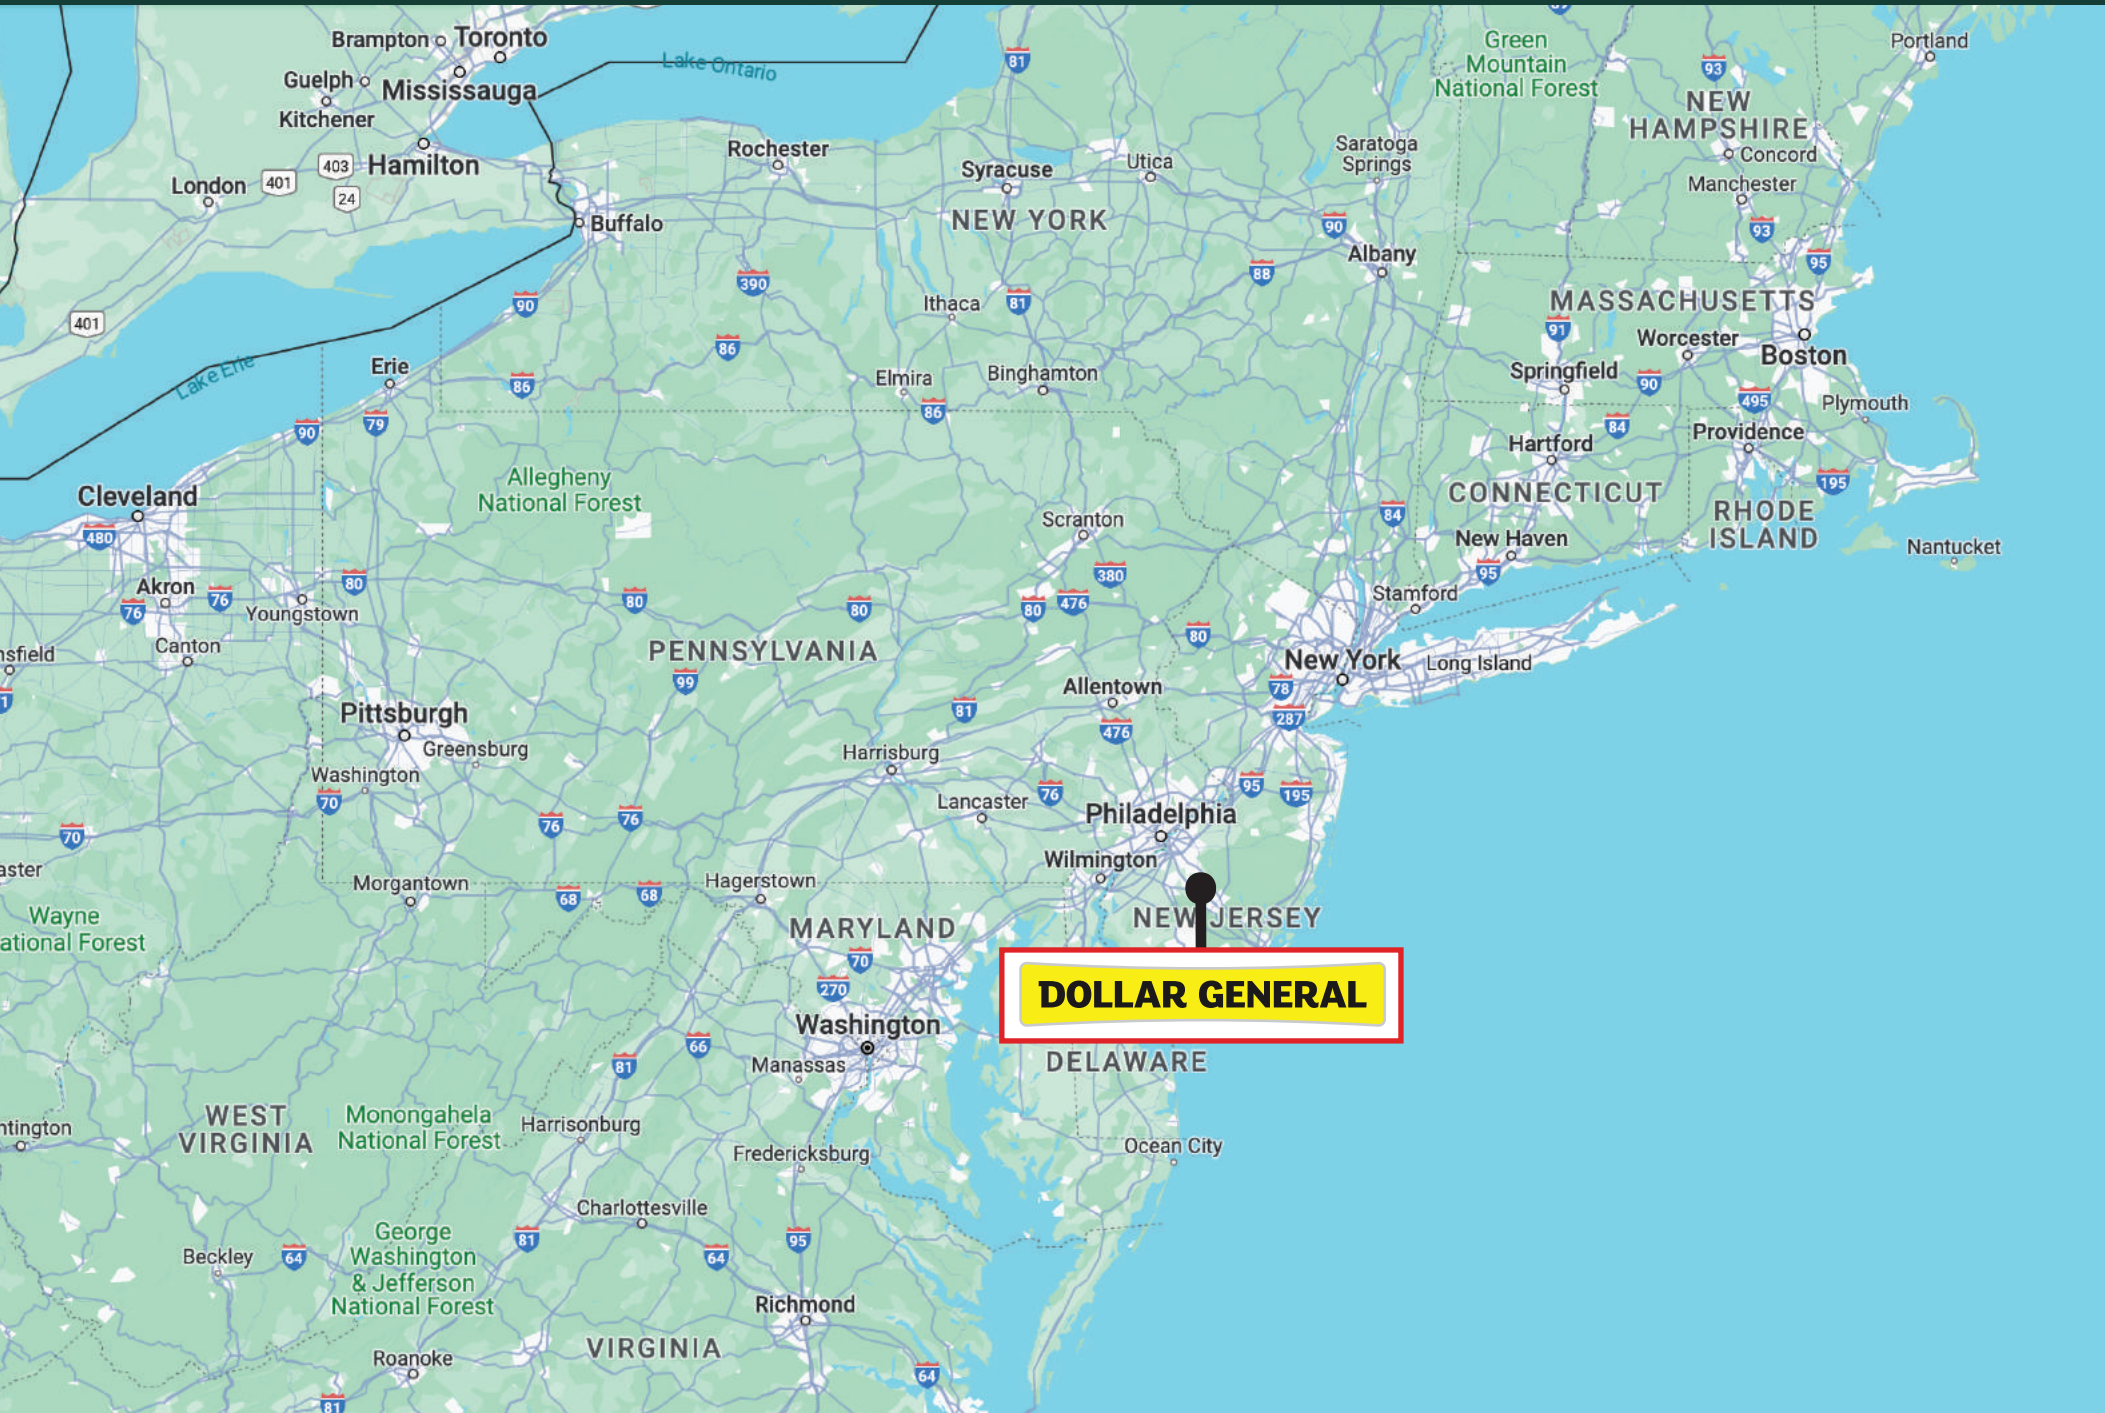 Brampton
Toronto
Lake Ontario
81
Green
Mountain
National Forest
93
Portland
Guelph
Mississauga
Kitchener
NEW
HAMPSHIRE
403
Hamilton
Rochester
Saratoga
Springs
Concord
London
401
24
Syracuse
Utica
Manchester
Buffalo
NEW YORK
90
93
Albany
95
390
88
90
Ithaca
81
MASSACHUSETTS
401
91
Worcester
86
Boston
Lake Erie
Erie
86
Elmira
Binghamton
Springfield
90
495
Plymouth
86
90
79
84
Providence
Hartford
Allegheny
National Forest
195
Cleveland
CONNECTICUT
RHODE
ISLAND
480
Scranton
84
New Haven
Nantucket
Akron
76
76
80
380
95
Youngstown
80
80
80
476
Stamford
Canton
nsfield
PENNSYLVANIA
80
New York
Long Island
99
Allentown
78
1
Pittsburgh
81
476
287
Greensburg
Harrisburg
Washington
70
Lancaster
76
95
195
70
76
76
Philadelphia
aster
Wilmington
Morgantown
68
68
Hagerstown
Wayne
ational Forest
MARYLAND
NEW JERSEY
70
270
DOLLAR GENERAL
Washington
66
81
Manassas
DELAWARE
WEST
VIRGINIA
Monongahela
National Forest
Harrisonburg
ntington
Fredericksburg
Ocean City
Charlottesville
George
Washington
& Jefferson
National Forest
81
95
Beckley
64
64
Richmond
VIRGINIA
Roanoke
64
81